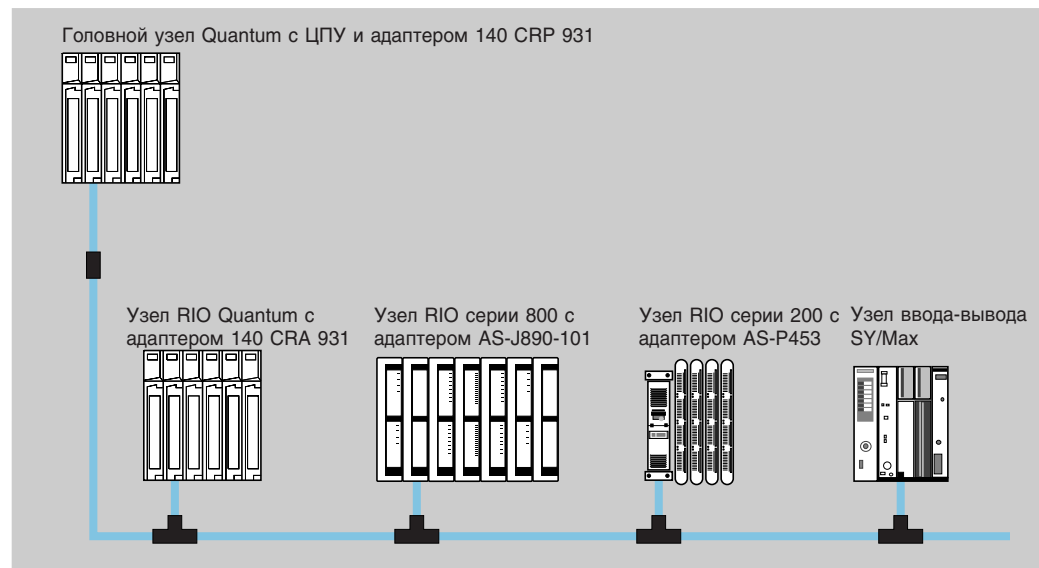 Головной узел Quantum с ЦПУ и адаптером 140 CRP 931
Узел RIO Quantum с
адаптером 140 CRA 931
Узел RIO серии 800 с
адаптером AS-J890-101
Узел RIO серии 200 с
адаптером AS-P453
Узел ввода-вывода
SY/Max